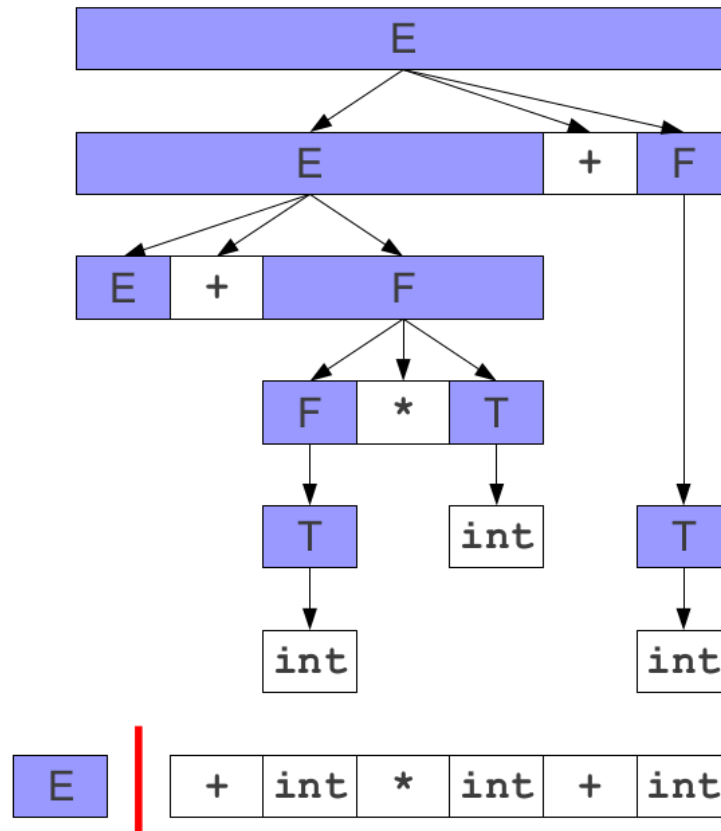 E
E + F
E + F
F * T
T int T
int int
E + int * int + int